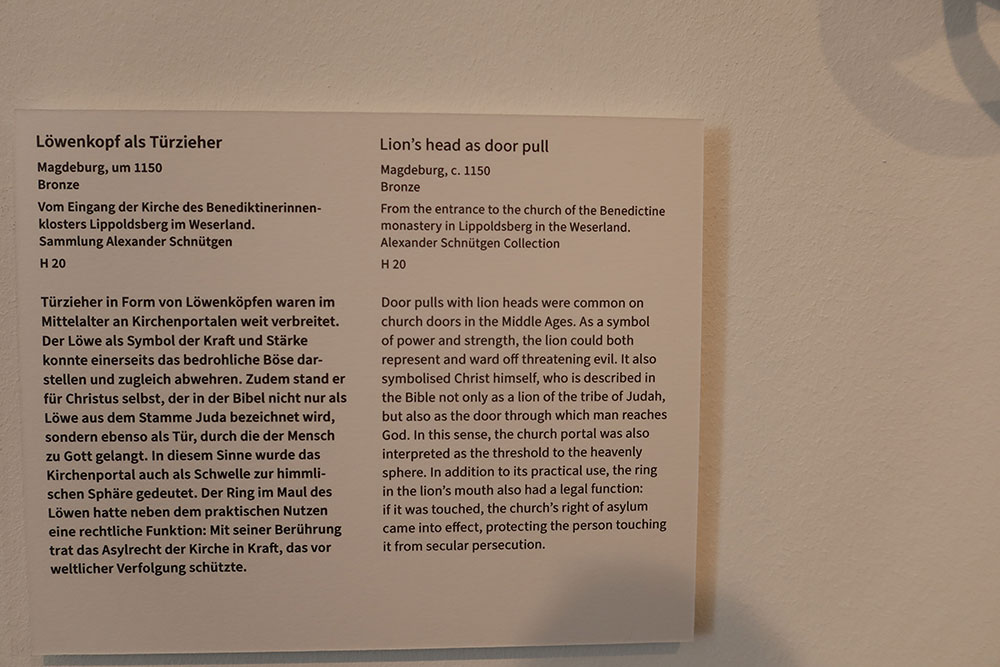 Löwenkopf als Türzieher
Magdeburg, um 1150
Bronze
Vom Eingang der Kirche des Benediktinerinnen-
klosters Lippoldsberg im Weserland.
Sammlung Alexander Schnütgen
H 20
Türzieher in Form von Löwenköpfen waren im
Mittelalter an Kirchenportalen weit verbreitet.
Der Löwe als Symbol der Kraft und Stärke
konnte einerseits das bedrohliche Böse dar-
stellen und zugleich abwehren. Zudem stand er
für Christus selbst, der in der Bibel nicht nur als
Löwe aus dem Stamme Juda bezeichnet wird,
sondern ebenso als Tür, durch die der Mensch
zu Gott gelangt. In diesem Sinne wurde das
Kirchenportal auch als Schwelle zur himmli-
schen Sphäre gedeutet. Der Ring im Maul des
Löwen hatte neben dem praktischen Nutzen
eine rechtliche Funktion: Mit seiner Berührung
trat das Asylrecht der Kirche in Kraft, das vor
weltlicher Verfolgung schützte.
Lion's head as door pull
Magdeburg, c. 1150
Bronze
From the entrance to the church of the Benedictine
monastery in Lippoldsberg in the Weserland.
Alexander Schnütgen Collection
H 20
Door pulls with lion heads were common on
church doors in the Middle Ages. As a symbol
of power and strength, the lion could both
represent and ward off threatening evil. It also
symbolised Christ himself, who is described in
the Bible not only as a lion of the tribe of Judah,
but also as the door through which man reaches
God. In this sense, the church portal was also
interpreted as the threshold to the heavenly
sphere. In addition to its practical use, the ring
in the lion's mouth also had a legal function:
if it was touched, the church's right of asylum
came into effect, protecting the person touching
it from secular persecution.